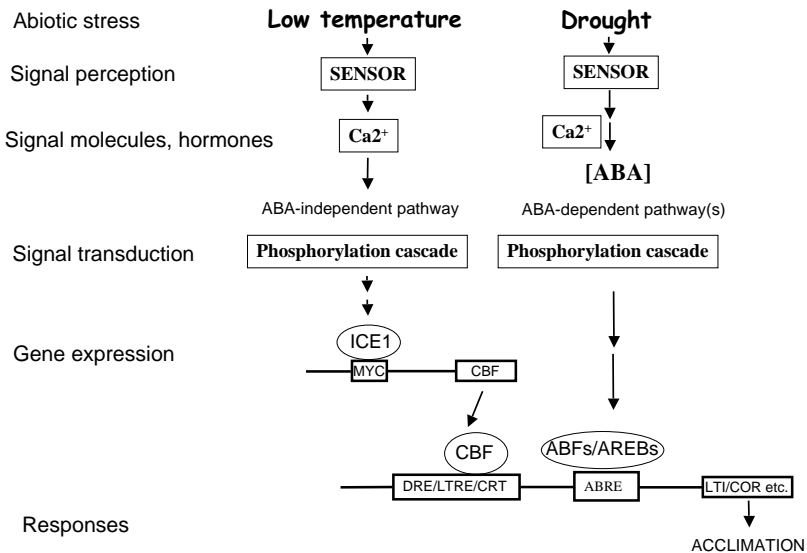 Abiotic stress
Low temperature
Drought
Signal perception
SENSOR
SENSOR
Signal molecules, hormones
Ca2⁺
Ca2⁺
[ABA]
ABA-independent pathway
ABA-dependent pathway(s)
Signal transduction
Phosphorylation cascade
Phosphorylation cascade
Gene expression
ICE1
MYC
CBF
CBF
ABFs/AREBs
DRE/LTRE/CRT
ABRE
LTI/COR etc.
Responses
ACCLIMATION